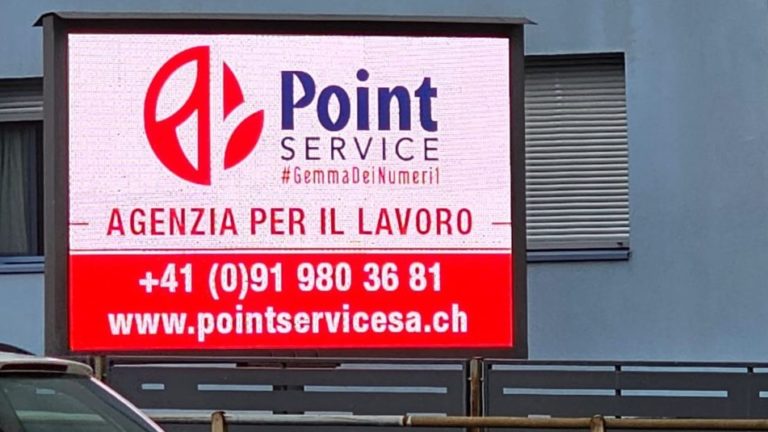 Point
SERVICE
#GemmaDeiNumeri1
AGENZIA PER IL LAVORO
+41 (0)91 980 36 81
www.pointservicesa.ch